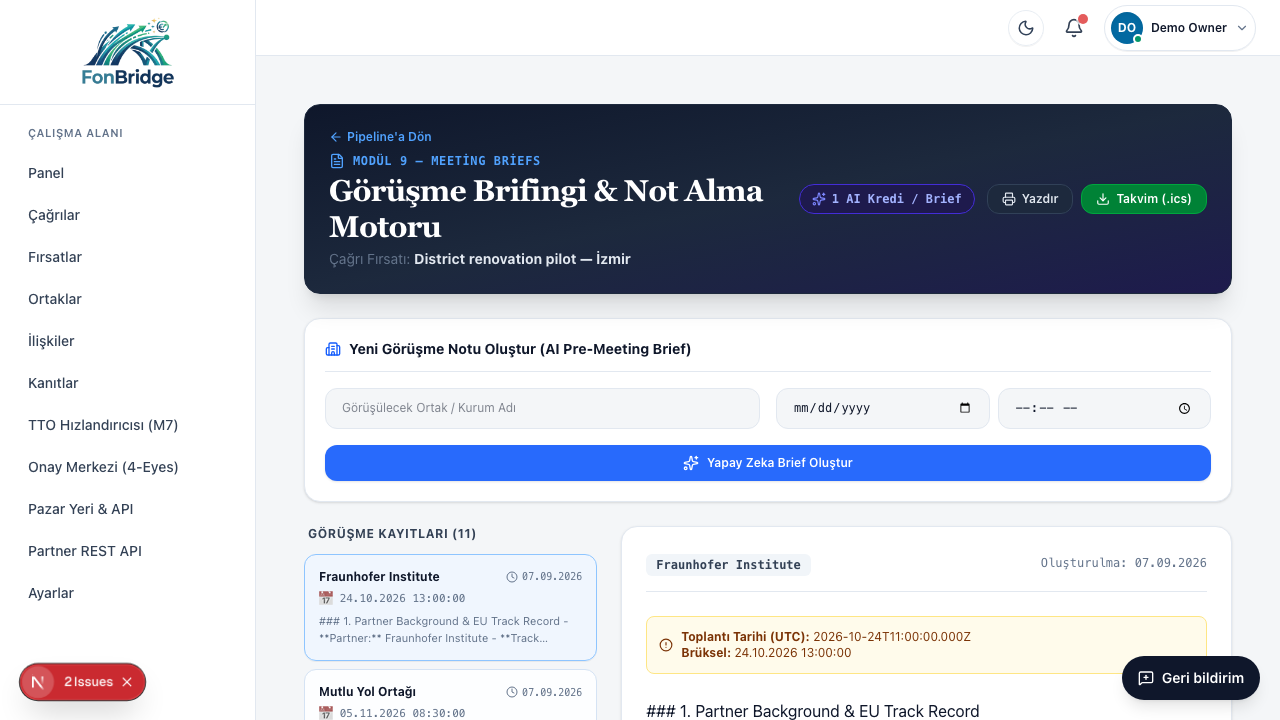 FonBridge
DO
Demo Owner
ÇALIŞMA ALANI
Panel
Çağrılar
Fırsatlar
Ortaklar
İlişkiler
Kanıtlar
TTO Hızlandırıcısı (M7)
Onay Merkezi (4-Eyes)
Pazar Yeri & API
Partner REST API
Ayarlar
N 2 Issues
Pipeline'a Dön
MODÜL 9 — MEETİNG BRİEFS
Görüşme Brifingi & Not Alma
Motoru
Çağrı Fırsatı: District renovation pilot — İzmir
1 AI Kredi / Brief
Yazdır
Takvim (.ics)
Yeni Görüşme Notu Oluştur (AI Pre-Meeting Brief)
Görüşülecek Ortak / Kurum Adı
mm/dd/yyyy
--:-- --
Yapay Zeka Brief Oluştur
GÖRÜŞME KAYITLARI (11)
Fraunhofer Institute 07.09.2026
24.10.2026 13:00:00
### 1. Partner Background & EU Track Record -
**Partner:** Fraunhofer Institute - **Track...
Mutlu Yol Ortağı 07.09.2026
05.11.2026 08:30:00
Fraunhofer Institute
Oluşturulma: 07.09.2026
Toplantı Tarihi (UTC): 2026-10-24T11:00:00.000Z
Brüksel: 24.10.2026 13:00:00
### 1. Partner Background & EU Track Record
Geri bildirim